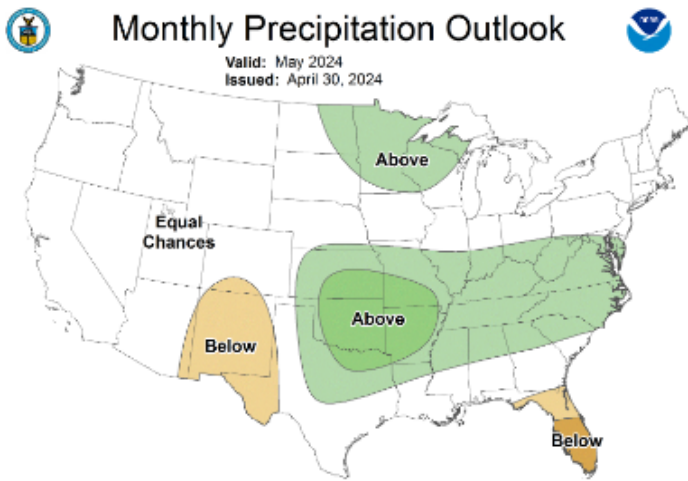 Monthly Precipitation Outlook
Valid: May 2024
Issued: April 30, 2024
Above
Equal
Chances
Above
Below
Below